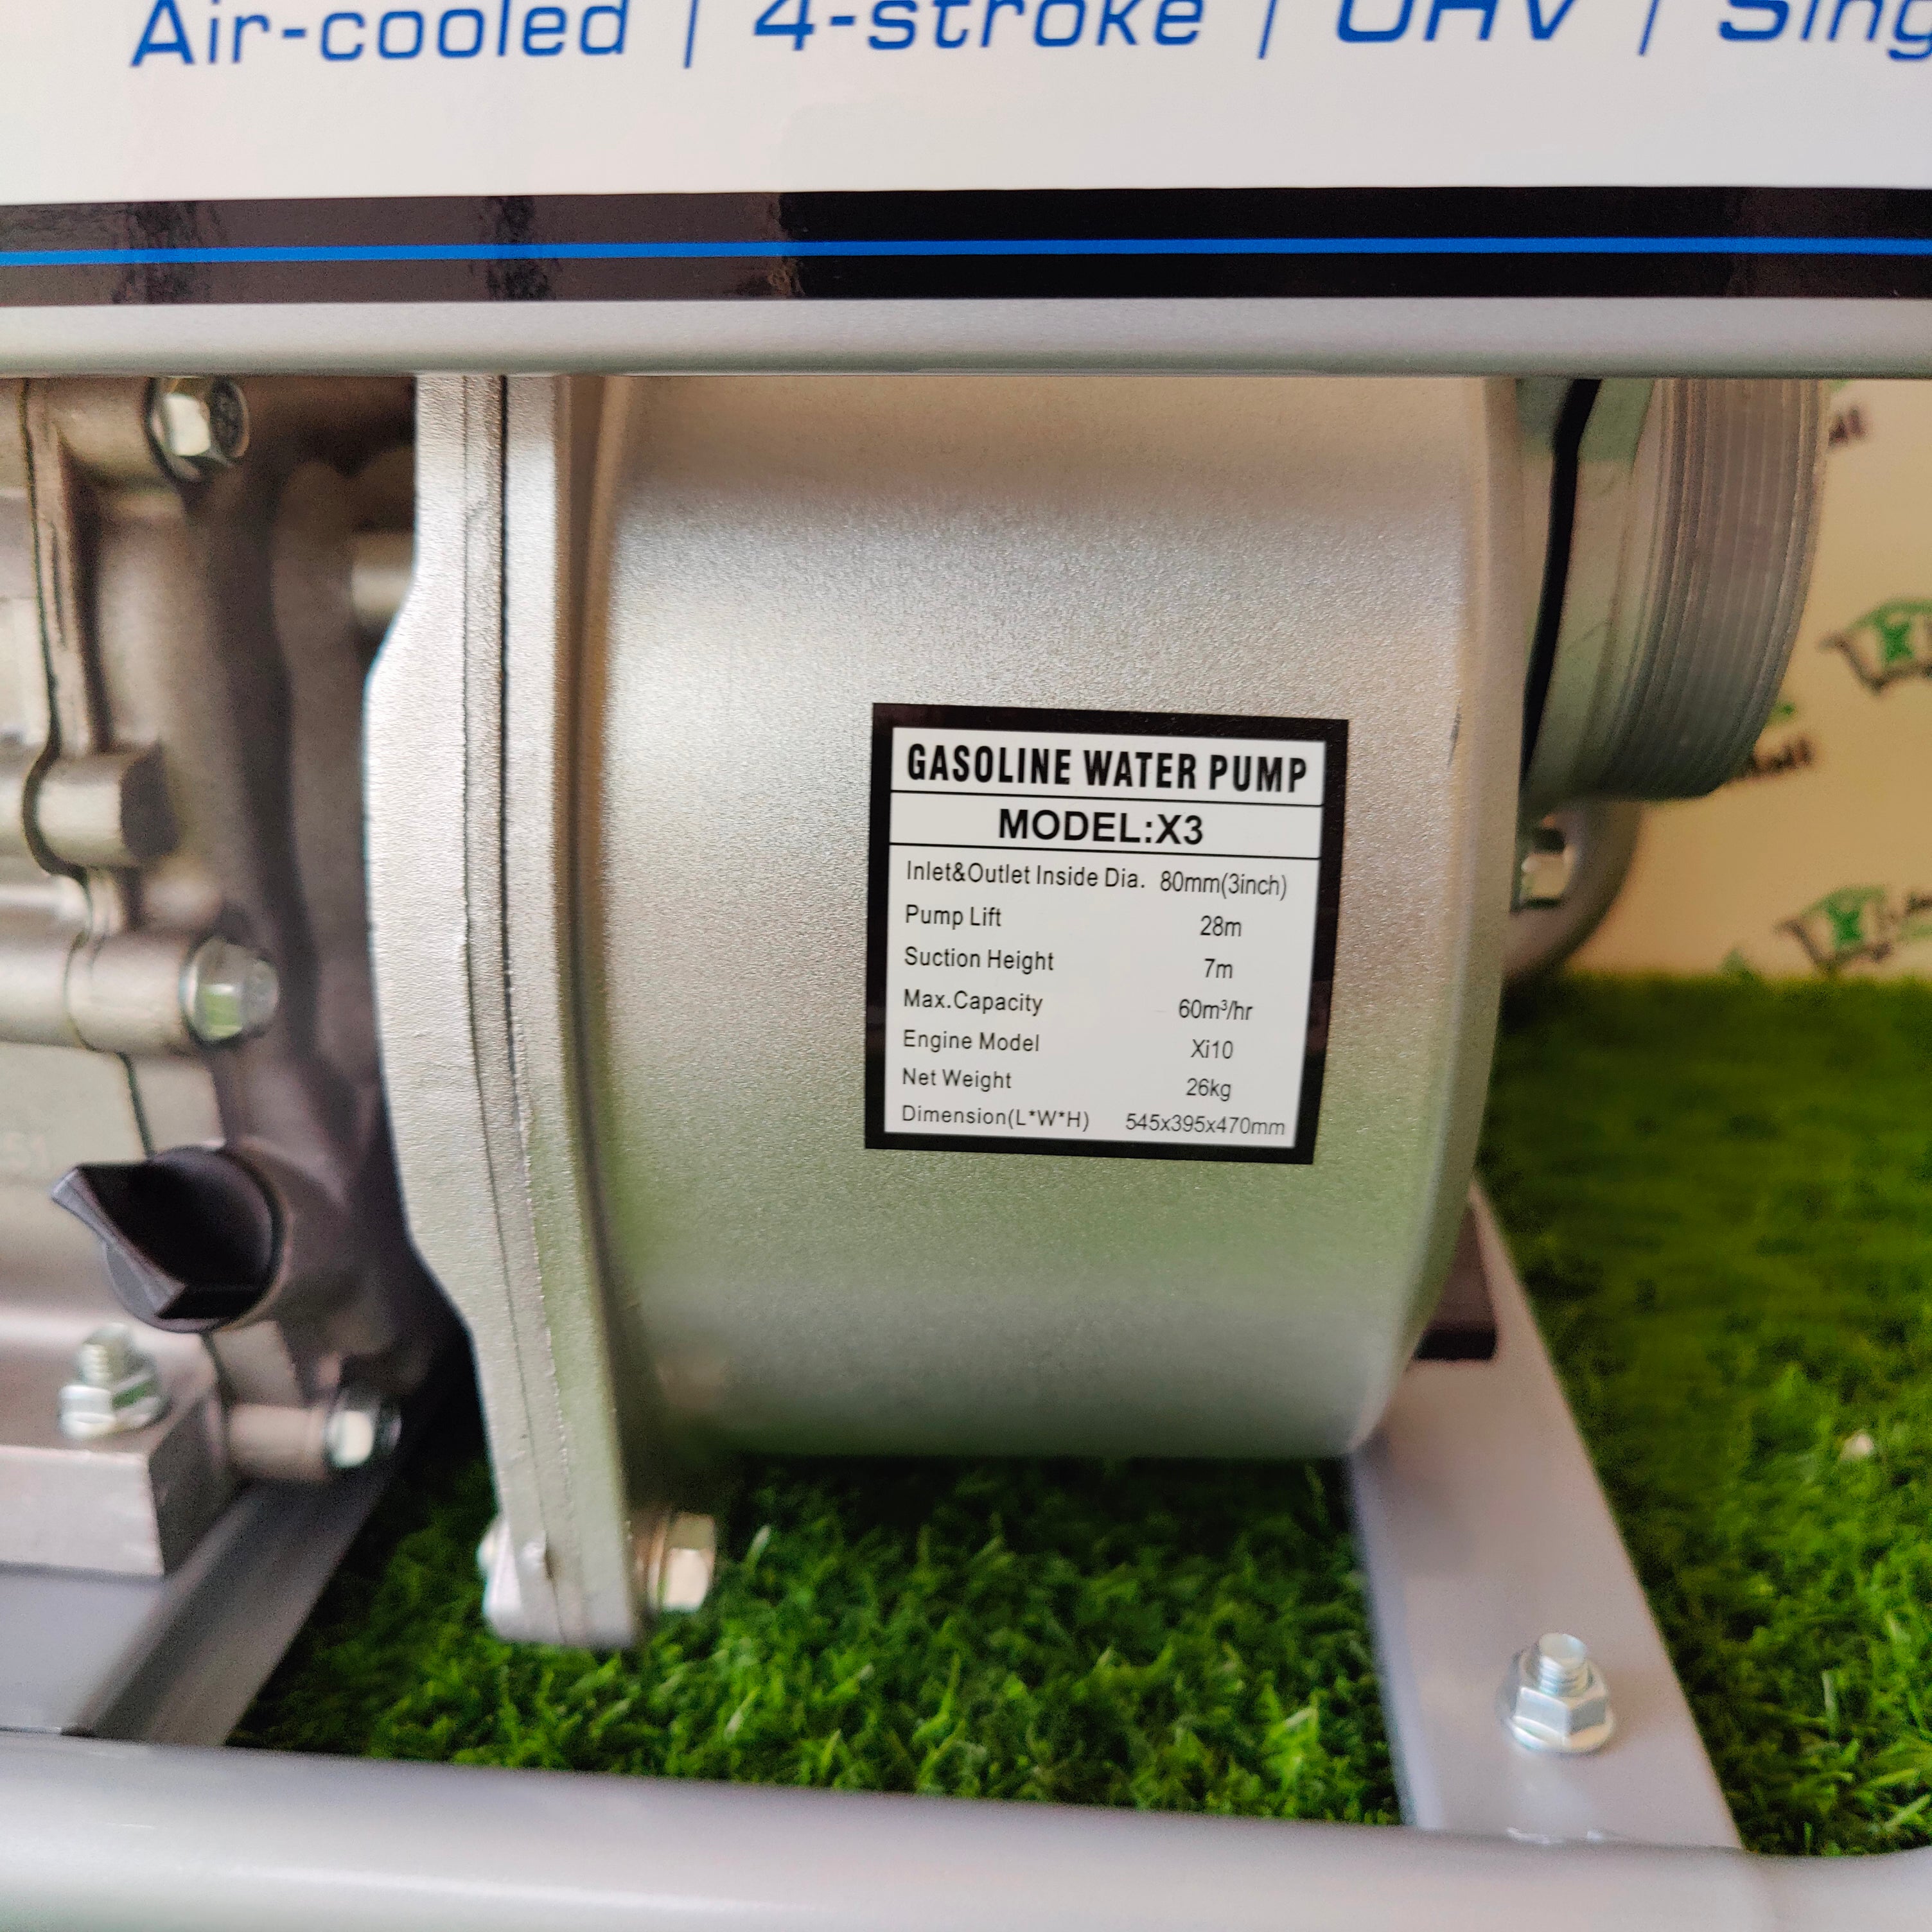 Air-cooled | 4-stroke | OHV | Sing
GASOLINE WATER PUMP
MODEL:X3
Inlet&Outlet Inside Dia. 80mm(3inch)
Pump Lift 28m
Suction Height 7m
Max.Capacity 60m³/hr
Engine Model Xi10
Net Weight 26kg
Dimension(L*W*H) 545x395x470mm
51